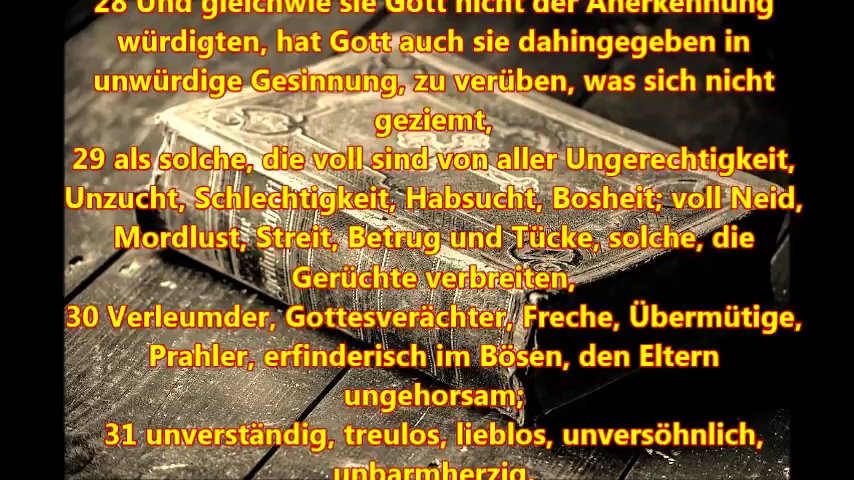 28 Und gleichwie sie Gott nicht der Anerkennung
würdigten, hat Gott auch sie dahingegeben in
unwürdige Gesinnung, zu verüben, was sich nicht
geziemt,
29 als solche, die voll sind von aller Ungerechtigkeit,
Unzucht, Schlechtigkeit, Habsucht, Bosheit; voll Neid,
Mordlust, Streit, Betrug und Tücke, solche, die
Gerüchte verbreiten,
30 Verleumder, Gottesverächter, Freche, Übermütige,
Prahler, erfinderisch im Bösen, den Eltern
ungehorsam;
31 unverständig, treulos, lieblos, unversöhnlich,
unbarmherzig,